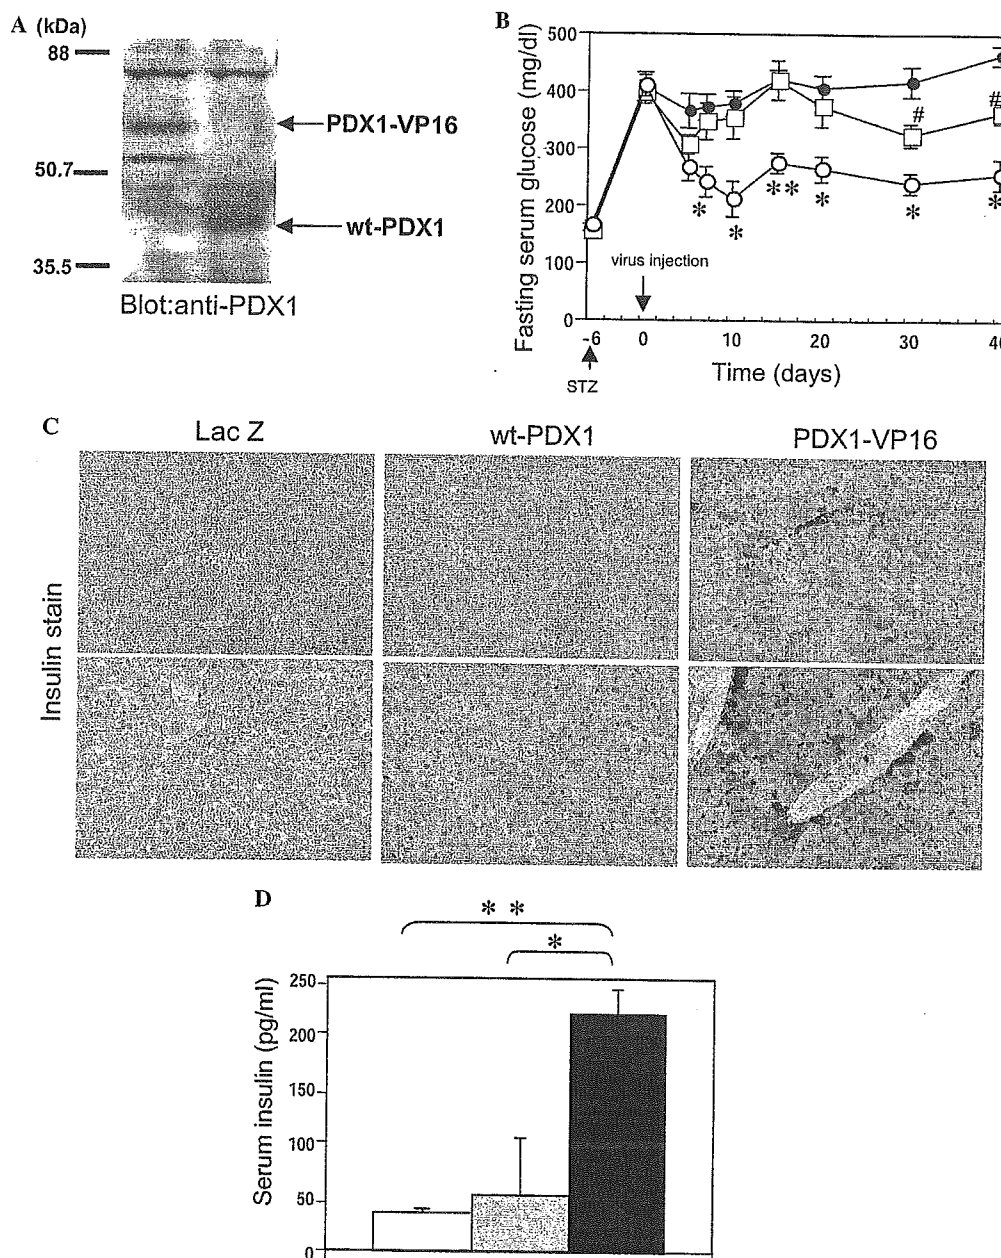 A (kDa)
88
50.7
35.5
PDX1-VP16
wt-PDX1
Blot:anti-PDX1
B
Fasting serum glucose (mg/dl)
500
400
300
200
100
0
#
#
*
*
**
*
*
*
virus injection
-6
0
10
20
30
40
STZ
Time (days)
C
Lac Z
wt-PDX1
PDX1-VP16
Insulin stain
D
* *
*
Serum insulin (pg/ml)
250
200
150
100
50
0